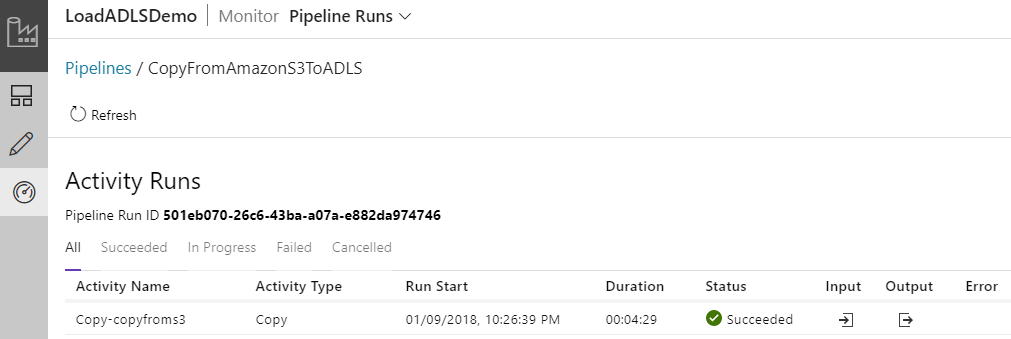 LoadADLSDemo Monitor Pipeline Runs
Pipelines / CopyFromAmazonS3ToADLS
Refresh
Activity Runs
Pipeline Run ID 501eb070-26c6-43ba-a07a-e882da974746
All Succeeded In Progress Failed Cancelled
Activity Name Activity Type Run Start Duration Status Input Output Error
Copy-copyfroms3 Copy 01/09/2018, 10:26:39 PM 00:04:29 Succeeded